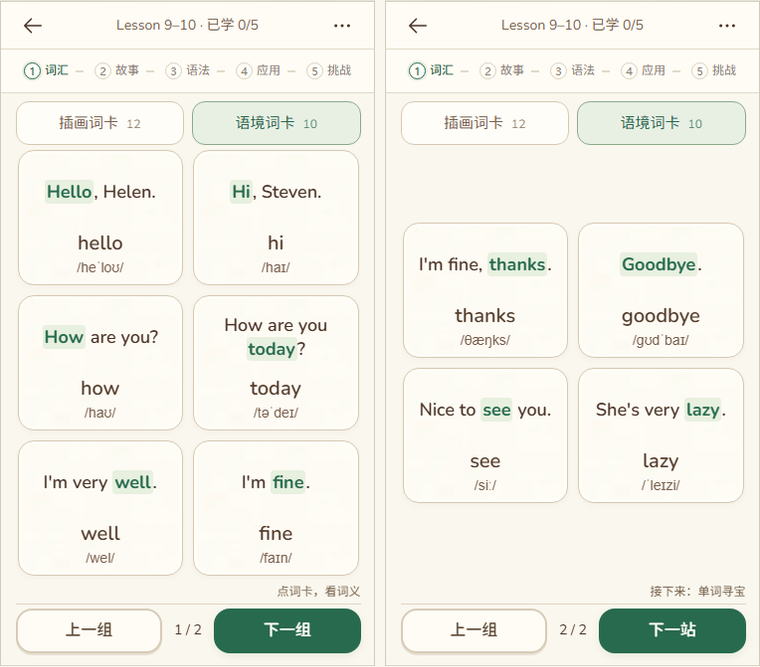 Lesson 9–10 · 已学 0/5
1 词汇 – 2 故事 – 3 语法 – 4 应用 – 5 挑战
插画词卡 12
语境词卡 10
Hello, Helen.
hello
/heˈloʊ/
Hi, Steven.
hi
/haɪ/
How are you?
how
/haʊ/
How are you
today?
today
/təˈdeɪ/
I'm very well.
well
/wel/
I'm fine.
fine
/faɪn/
点词卡，看词义
上一组
1 / 2
下一组
Lesson 9–10 · 已学 0/5
1 词汇 – 2 故事 – 3 语法 – 4 应用 – 5 挑战
插画词卡 12
语境词卡 10
I'm fine, thanks.
thanks
/θæŋks/
Goodbye.
goodbye
/ɡʊdˈbaɪ/
Nice to see you.
see
/siː/
She's very lazy.
lazy
/ˈleɪzi/
接下来：单词寻宝
上一组
2 / 2
下一站